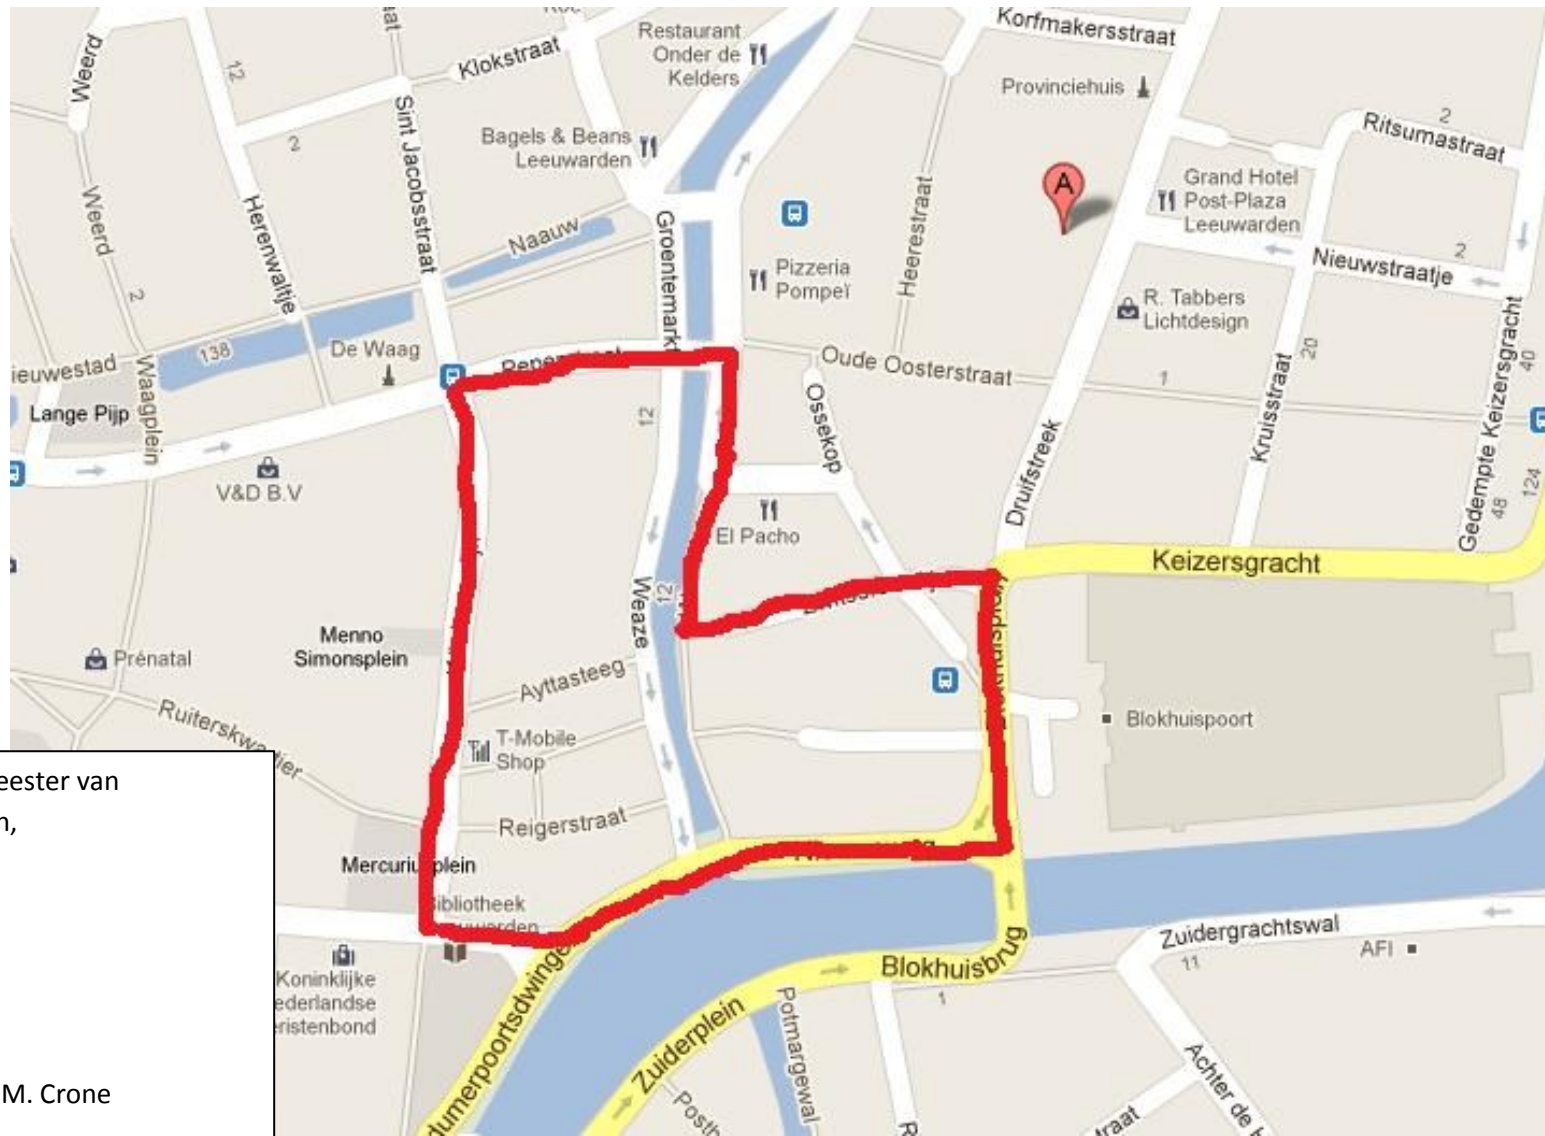 Korfmakersstraat
Restaurant
Onder de
Kelders
Klokstraat
Weerd
12
Provinciehuis
Sint Jacobsstraat
Bagels & Beans
Leeuwarden
2
2
Ritsumastraat
Grand Hotel
Post-Plaza
Leeuwarden
A
Weerd
Herenwaltje
Naauw
Groentemarkt
Heerestraat
2
Nieuwstraatje
Pizzeria
Pompeï
R. Tabbers
Lichtdesign
2
138
De Waag
Waagplein
Oude Oosterstraat
1
20
40
Gedempte Keizersgracht
Kruisstraat
Lange Pijp
12
Ossekop
Druifstreek
V&D B.V
124
48
El Pacho
Keizersgracht
12
Weaze
Menno
Simonsplein
Prénatal
Ayttasteeg
Ruiterskwartier
Blokhuispoort
T-Mobile
Shop
Reigerstraat
eester van
n,
Mercuriusplein
Zuidergrachtswal
AFI
11
Blokhuisbrug
1
Koninklijke
Zuiderplein
Potmargewal
M. Crone